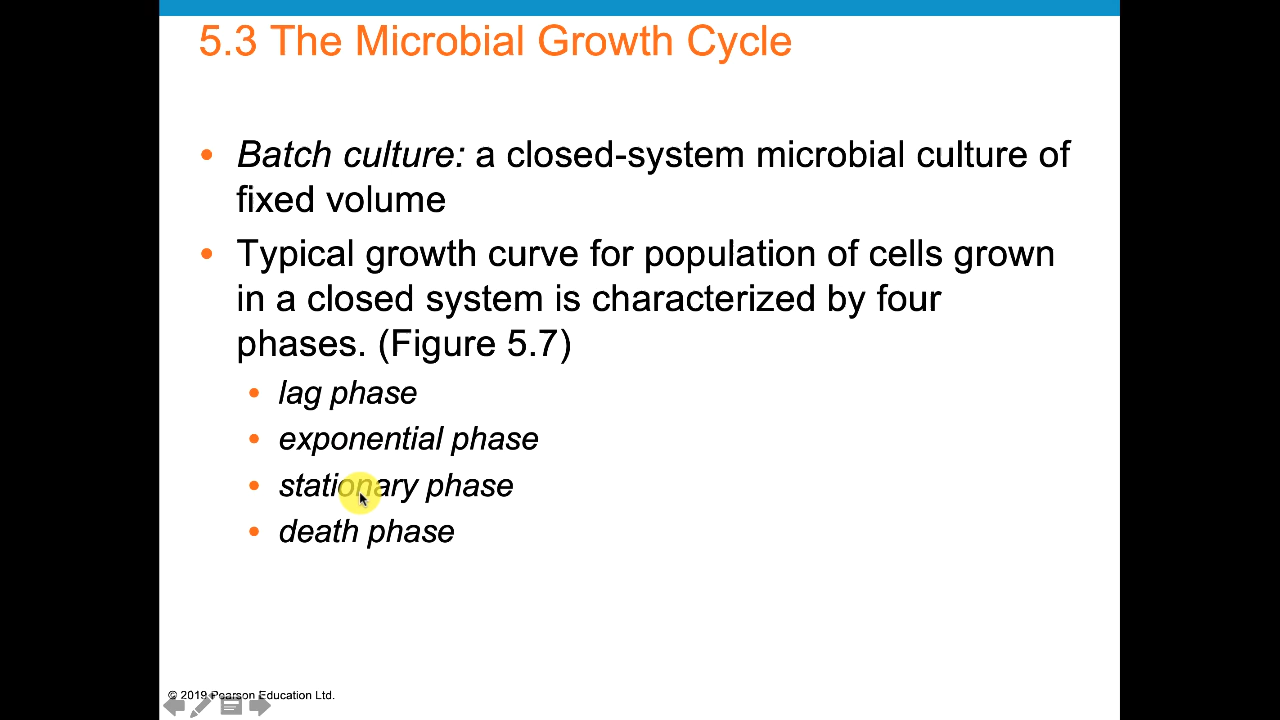 5.3 The Microbial Growth Cycle
• Batch culture: a closed-system microbial culture of
fixed volume
• Typical growth curve for population of cells grown
in a closed system is characterized by four
phases. (Figure 5.7)
• lag phase
• exponential phase
• stationary phase
• death phase
© 2019 Pearson Education Ltd.